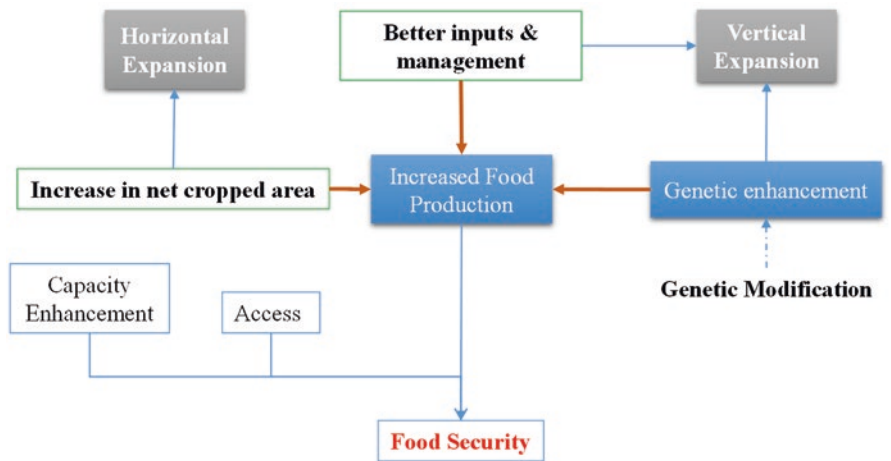 Horizontal
Expansion
Better inputs &
management
Vertical
Expansion
Increase in net cropped area
Increased Food
Production
Genetic enhancement
Genetic Modification
Capacity
Enhancement
Access
Food Security